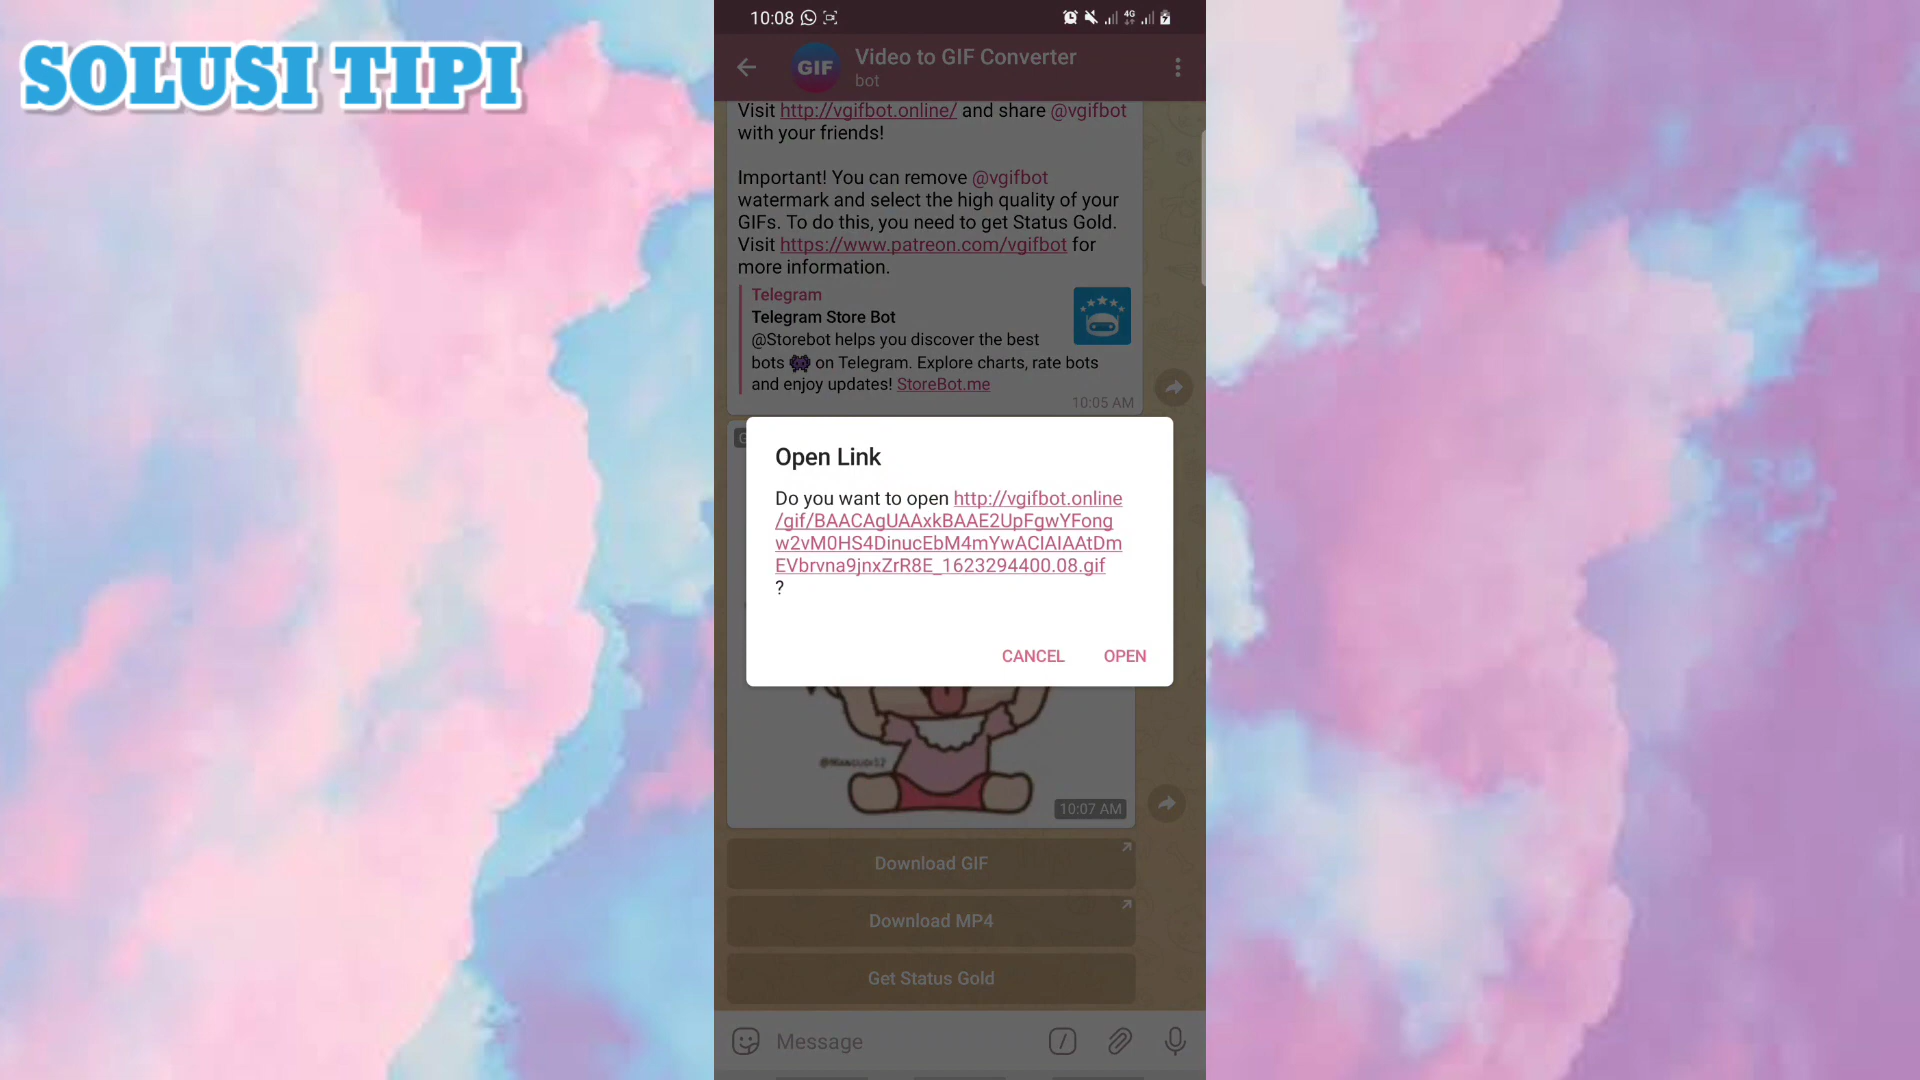 SOLUSI TIPI
10:08
4G
GIF
Video to GIF Converter
bot
Visit http://vgifbot.online/ and share @vgifbot
with your friends!
Important! You can remove @vgifbot
watermark and select the high quality of your
GIFs. To do this, you need to get Status Gold.
Visit https://www.patreon.com/vgifbot for
more information.
Telegram
Telegram Store Bot
@Storebot helps you discover the best
bots 👾 on Telegram. Explore charts, rate bots
and enjoy updates! StoreBot.me
10:05 AM
Open Link
Do you want to open http://vgifbot.online
/gif/BAACAgUAAxkBAAE2UpFgwYFong
w2vM0HS4DinucEbM4mYwACIAIAAtDm
EVbrvna9jnxZrR8E_1623294400.08.gif
?
CANCEL OPEN
10:07 AM
Download GIF
Download MP4
Get Status Gold
Message